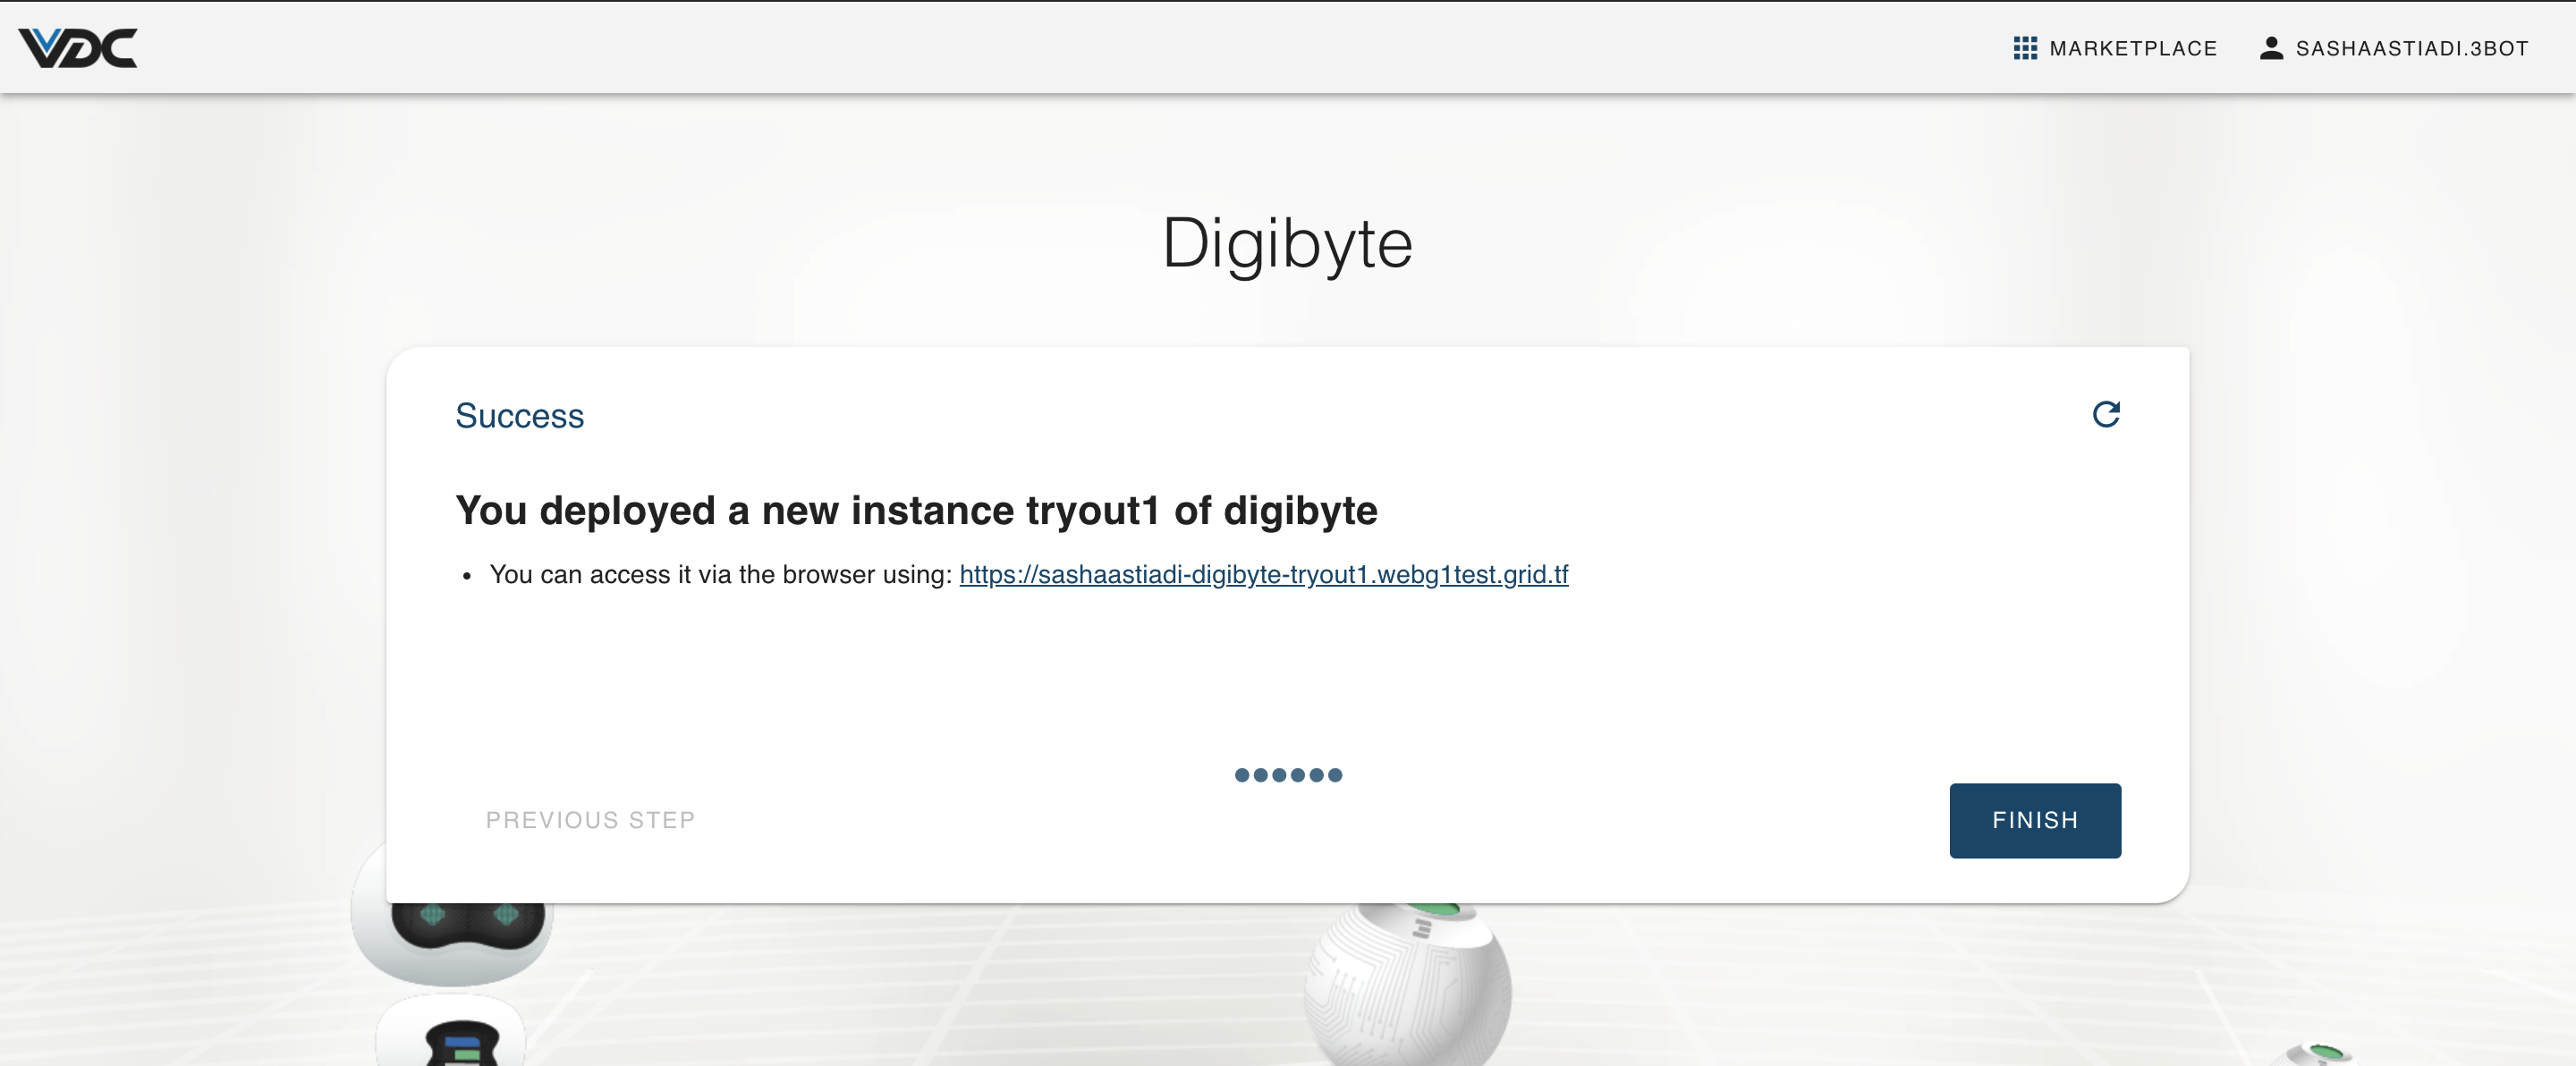 VDC
MARKETPLACE
SASHAASTIADI.3BOT
Digibyte
Success
You deployed a new instance tryout1 of digibyte
• You can access it via the browser using: https://sashaastiadi-digibyte-tryout1.webg1test.grid.tf
PREVIOUS STEP
FINISH